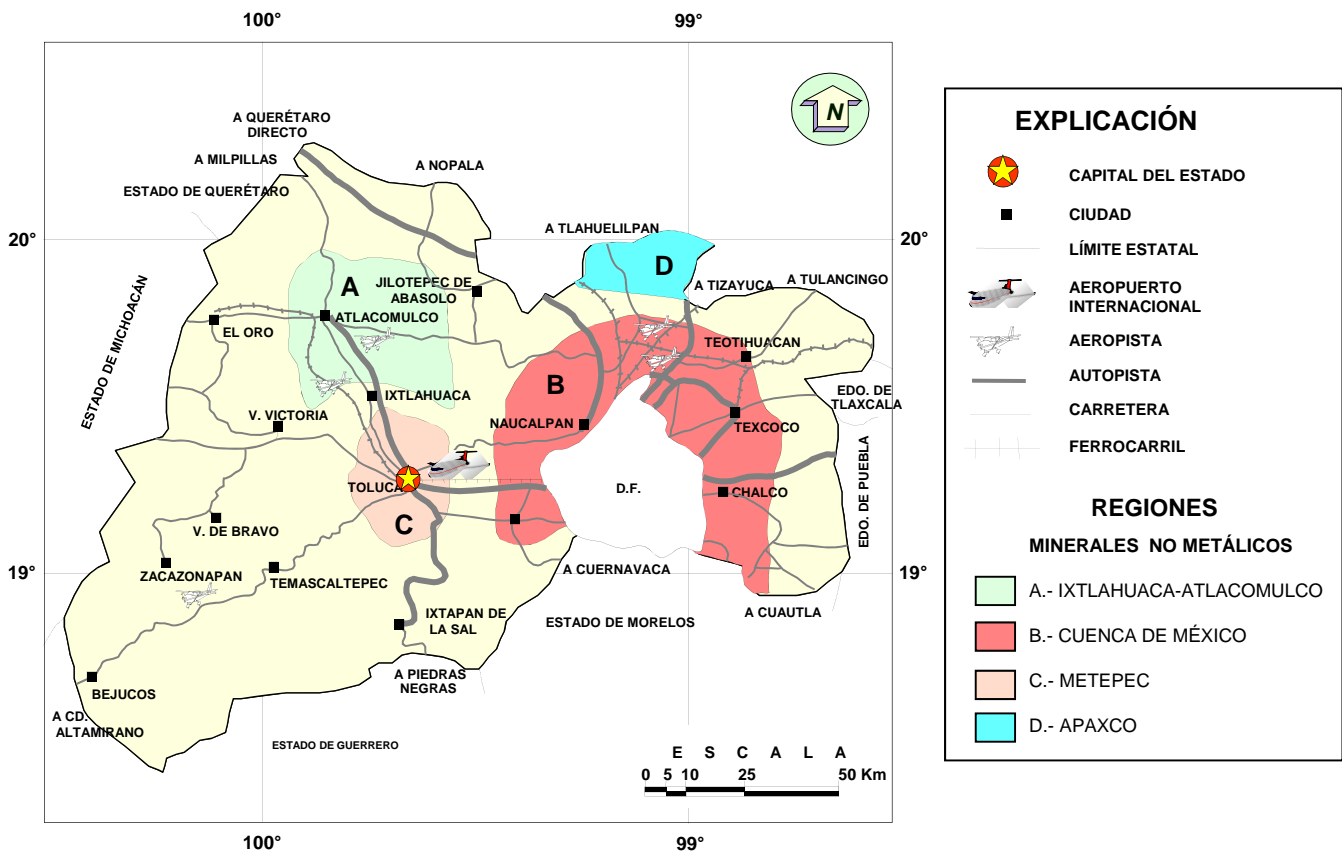 100°
99°
N
A QUERÉTARO
DIRECTO
A MILPILLAS
A NOPALA
ESTADO DE QUERÉTARO
20°
20°
A TLAHUELILPAN
D
A TIZAYUCA
A TULANCINGO
A
JILOTEPEC DE
ABASOLO
ATLACOMULCO
EL ORO
TEOTIHUACAN
ESTADO DE MICHOACÁN
B
IXTLAHUACA
EDO. DE
TLAXCALA
V. VICTORIA
NAUCALPAN
TEXCOCO
TOLUCA
D.F.
CHALCO
EDO. DE PUEBLA
C
V. DE BRAVO
19°
19°
ZACAZONAPAN
TEMASCALTEPEC
A CUERNAVACA
IXTAPAN DE
LA SAL
ESTADO DE MORELOS
A CUAUTLA
A PIEDRAS
NEGRAS
BEJUCOS
A CD.
ALTAMIRANO
ESTADO DE GUERRERO
E S C A L A
0 5 10 25 50 Km
100°
99°
EXPLICACIÓN
CAPITAL DEL ESTADO
CIUDAD
LÍMITE ESTATAL
AEROPUERTO
INTERNACIONAL
AEROPISTA
AUTOPISTA
CARRETERA
FERROCARRIL
REGIONES
MINERALES NO METÁLICOS
A.- IXTLAHUACA-ATLACOMULCO
B.- CUENCA DE MÉXICO
C.- METEPEC
D.- APAXCO